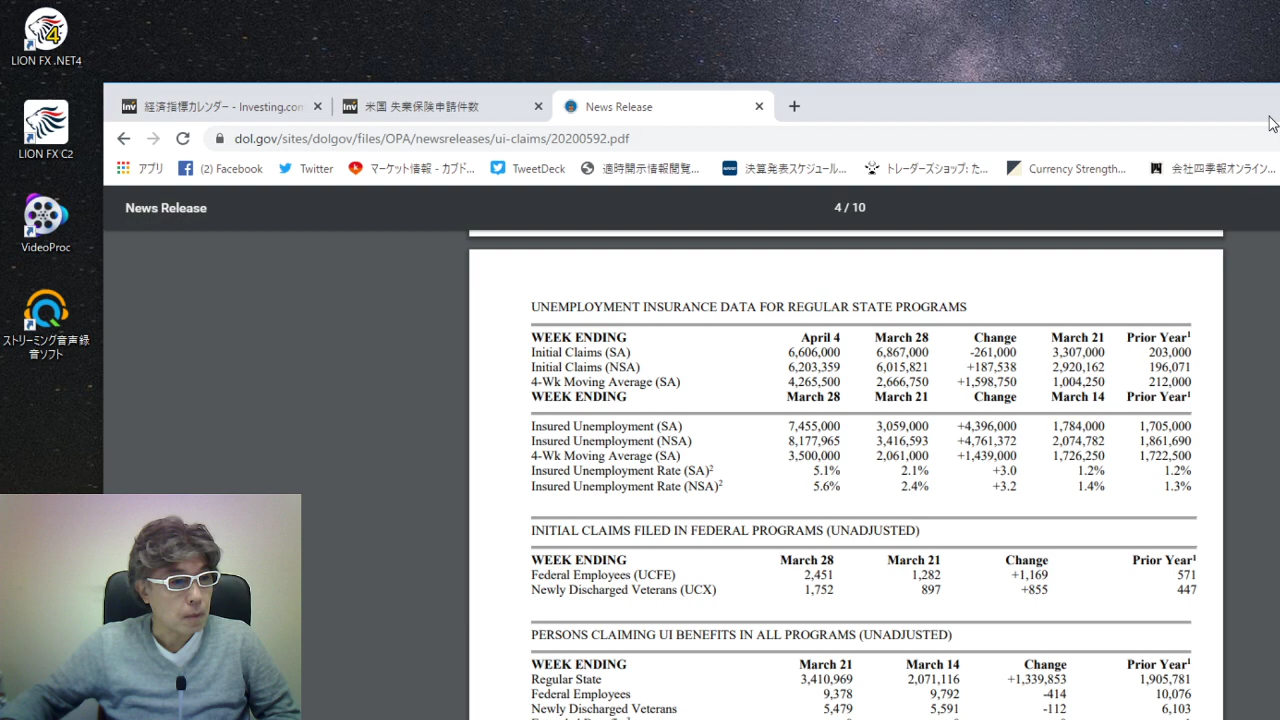 LION FX .NET4
LION FX C2
VideoProc
ストリーミング音声録
音ソフト
経済指標カレンダー - Investing.com
米国 失業保険申請件数
News Release
dol.gov/sites/dolgov/files/OPA/newsreleases/ui-claims/20200592.pdf
アプリ (2) Facebook Twitter マーケット情報 - カブド... TweetDeck 適時開示情報閲覧... 決算発表スケジュール... トレーダーズショップ: た... Currency Strength... 会社四季報オンライン...
News Release 4 / 10
UNEMPLOYMENT INSURANCE DATA FOR REGULAR STATE PROGRAMS
WEEK ENDING April 4 March 28 Change March 21 Prior Year1
Initial Claims (SA) 6,606,000 6,867,000 -261,000 3,307,000 203,000
Initial Claims (NSA) 6,203,359 6,015,821 +187,538 2,920,162 196,071
4-Wk Moving Average (SA) 4,265,500 2,666,750 +1,598,750 1,004,250 212,000
WEEK ENDING March 28 March 21 Change March 14 Prior Year1
Insured Unemployment (SA) 7,455,000 3,059,000 +4,396,000 1,784,000 1,705,000
Insured Unemployment (NSA) 8,177,965 3,416,593 +4,761,372 2,074,782 1,861,690
4-Wk Moving Average (SA) 3,500,000 2,061,000 +1,439,000 1,726,250 1,722,500
Insured Unemployment Rate (SA)2 5.1% 2.1% +3.0 1.2% 1.2%
Insured Unemployment Rate (NSA)2 5.6% 2.4% +3.2 1.4% 1.3%
INITIAL CLAIMS FILED IN FEDERAL PROGRAMS (UNADJUSTED)
WEEK ENDING March 28 March 21 Change Prior Year1
Federal Employees (UCFE) 2,451 1,282 +1,169 571
Newly Discharged Veterans (UCX) 1,752 897 +855 447
PERSONS CLAIMING UI BENEFITS IN ALL PROGRAMS (UNADJUSTED)
WEEK ENDING March 21 March 14 Change Prior Year1
Regular State 3,410,969 2,071,116 +1,339,853 1,905,781
Federal Employees 9,378 9,792 -414 10,076
Newly Discharged Veterans 5,479 5,591 -112 6,103